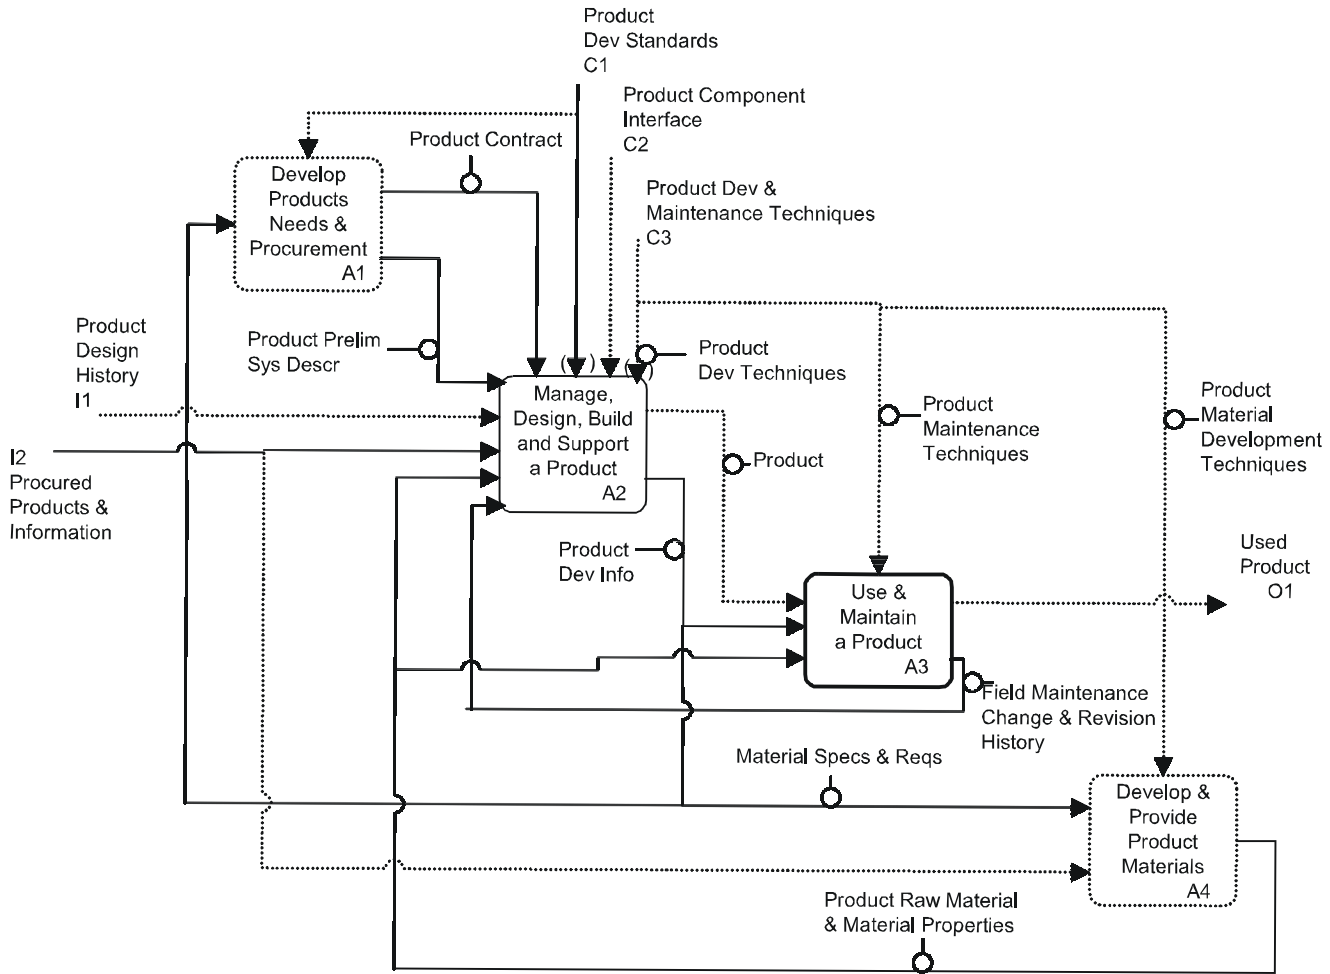 Product
Dev Standards
C1
Product Component
Interface
C2
Product Contract
Develop
Products
Needs &
Procurement
A1
Product Dev &
Maintenance Techniques
C3
Product
Design
History
I1
Product Prelim
Sys Descr
( )
( )
Product
Dev Techniques
Manage,
Design, Build
and Support
a Product
A2
Product
Maintenance
Techniques
Product
Material
Development
Techniques
I2
Procured
Products &
Information
Product
Product
Dev Info
Used
Product
O1
Use &
Maintain
a Product
A3
Field Maintenance
Change & Revision
History
Material Specs & Reqs
Develop &
Provide
Product
Materials
A4
Product Raw Material
& Material Properties